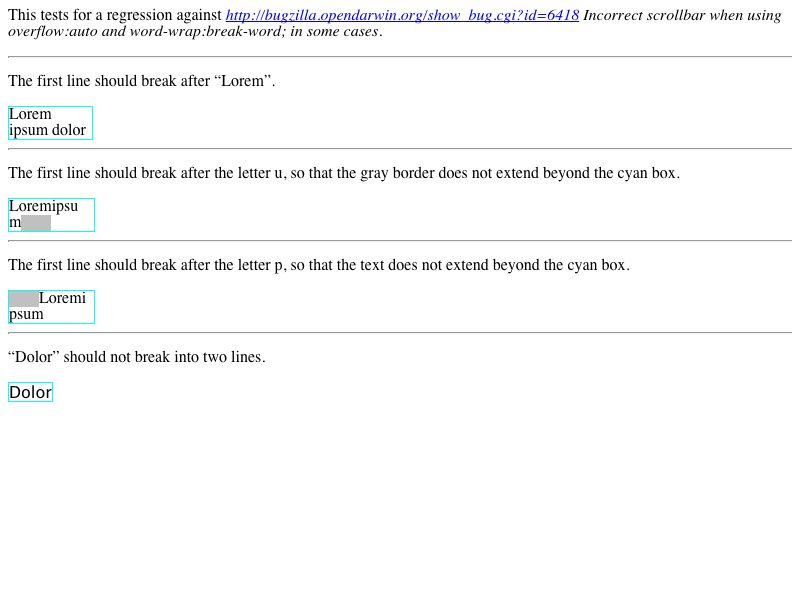 This tests for a regression against http://bugzilla.opendarwin.org/show_bug.cgi?id=6418 Incorrect scrollbar when using
overflow:auto and word-wrap:break-word; in some cases.
The first line should break after “Lorem”.
Lorem
ipsum dolor
The first line should break after the letter u, so that the gray border does not extend beyond the cyan box.
Loremipsu
m
The first line should break after the letter p, so that the text does not extend beyond the cyan box.
Loremi
psum
“Dolor” should not break into two lines.
Dolor